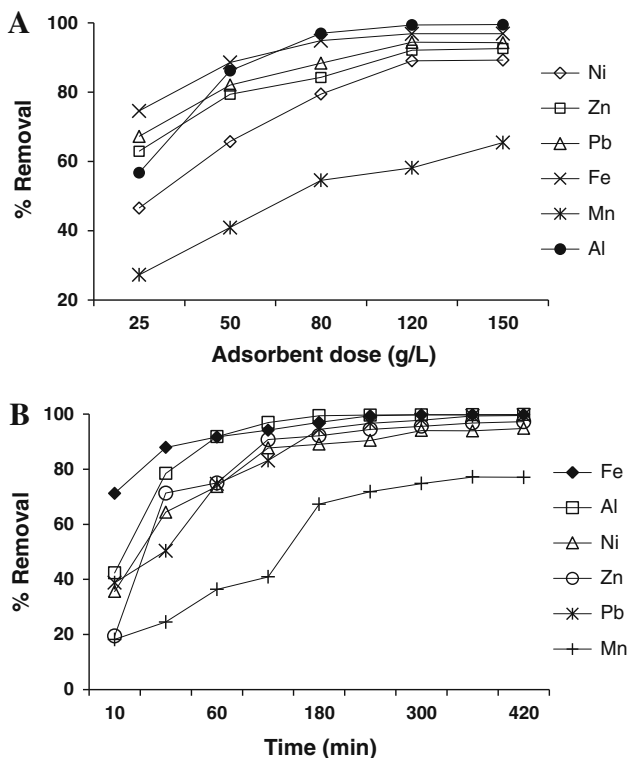 A
% Removal
100
80
60
40
20
25 50 80 120 150
Adsorbent dose (g/L)
Ni
Zn
Pb
Fe
Mn
Al
B
% Removal
100
80
60
40
20
0
10 60 180 300 420
Time (min)
Fe
Al
Ni
Zn
Pb
Mn